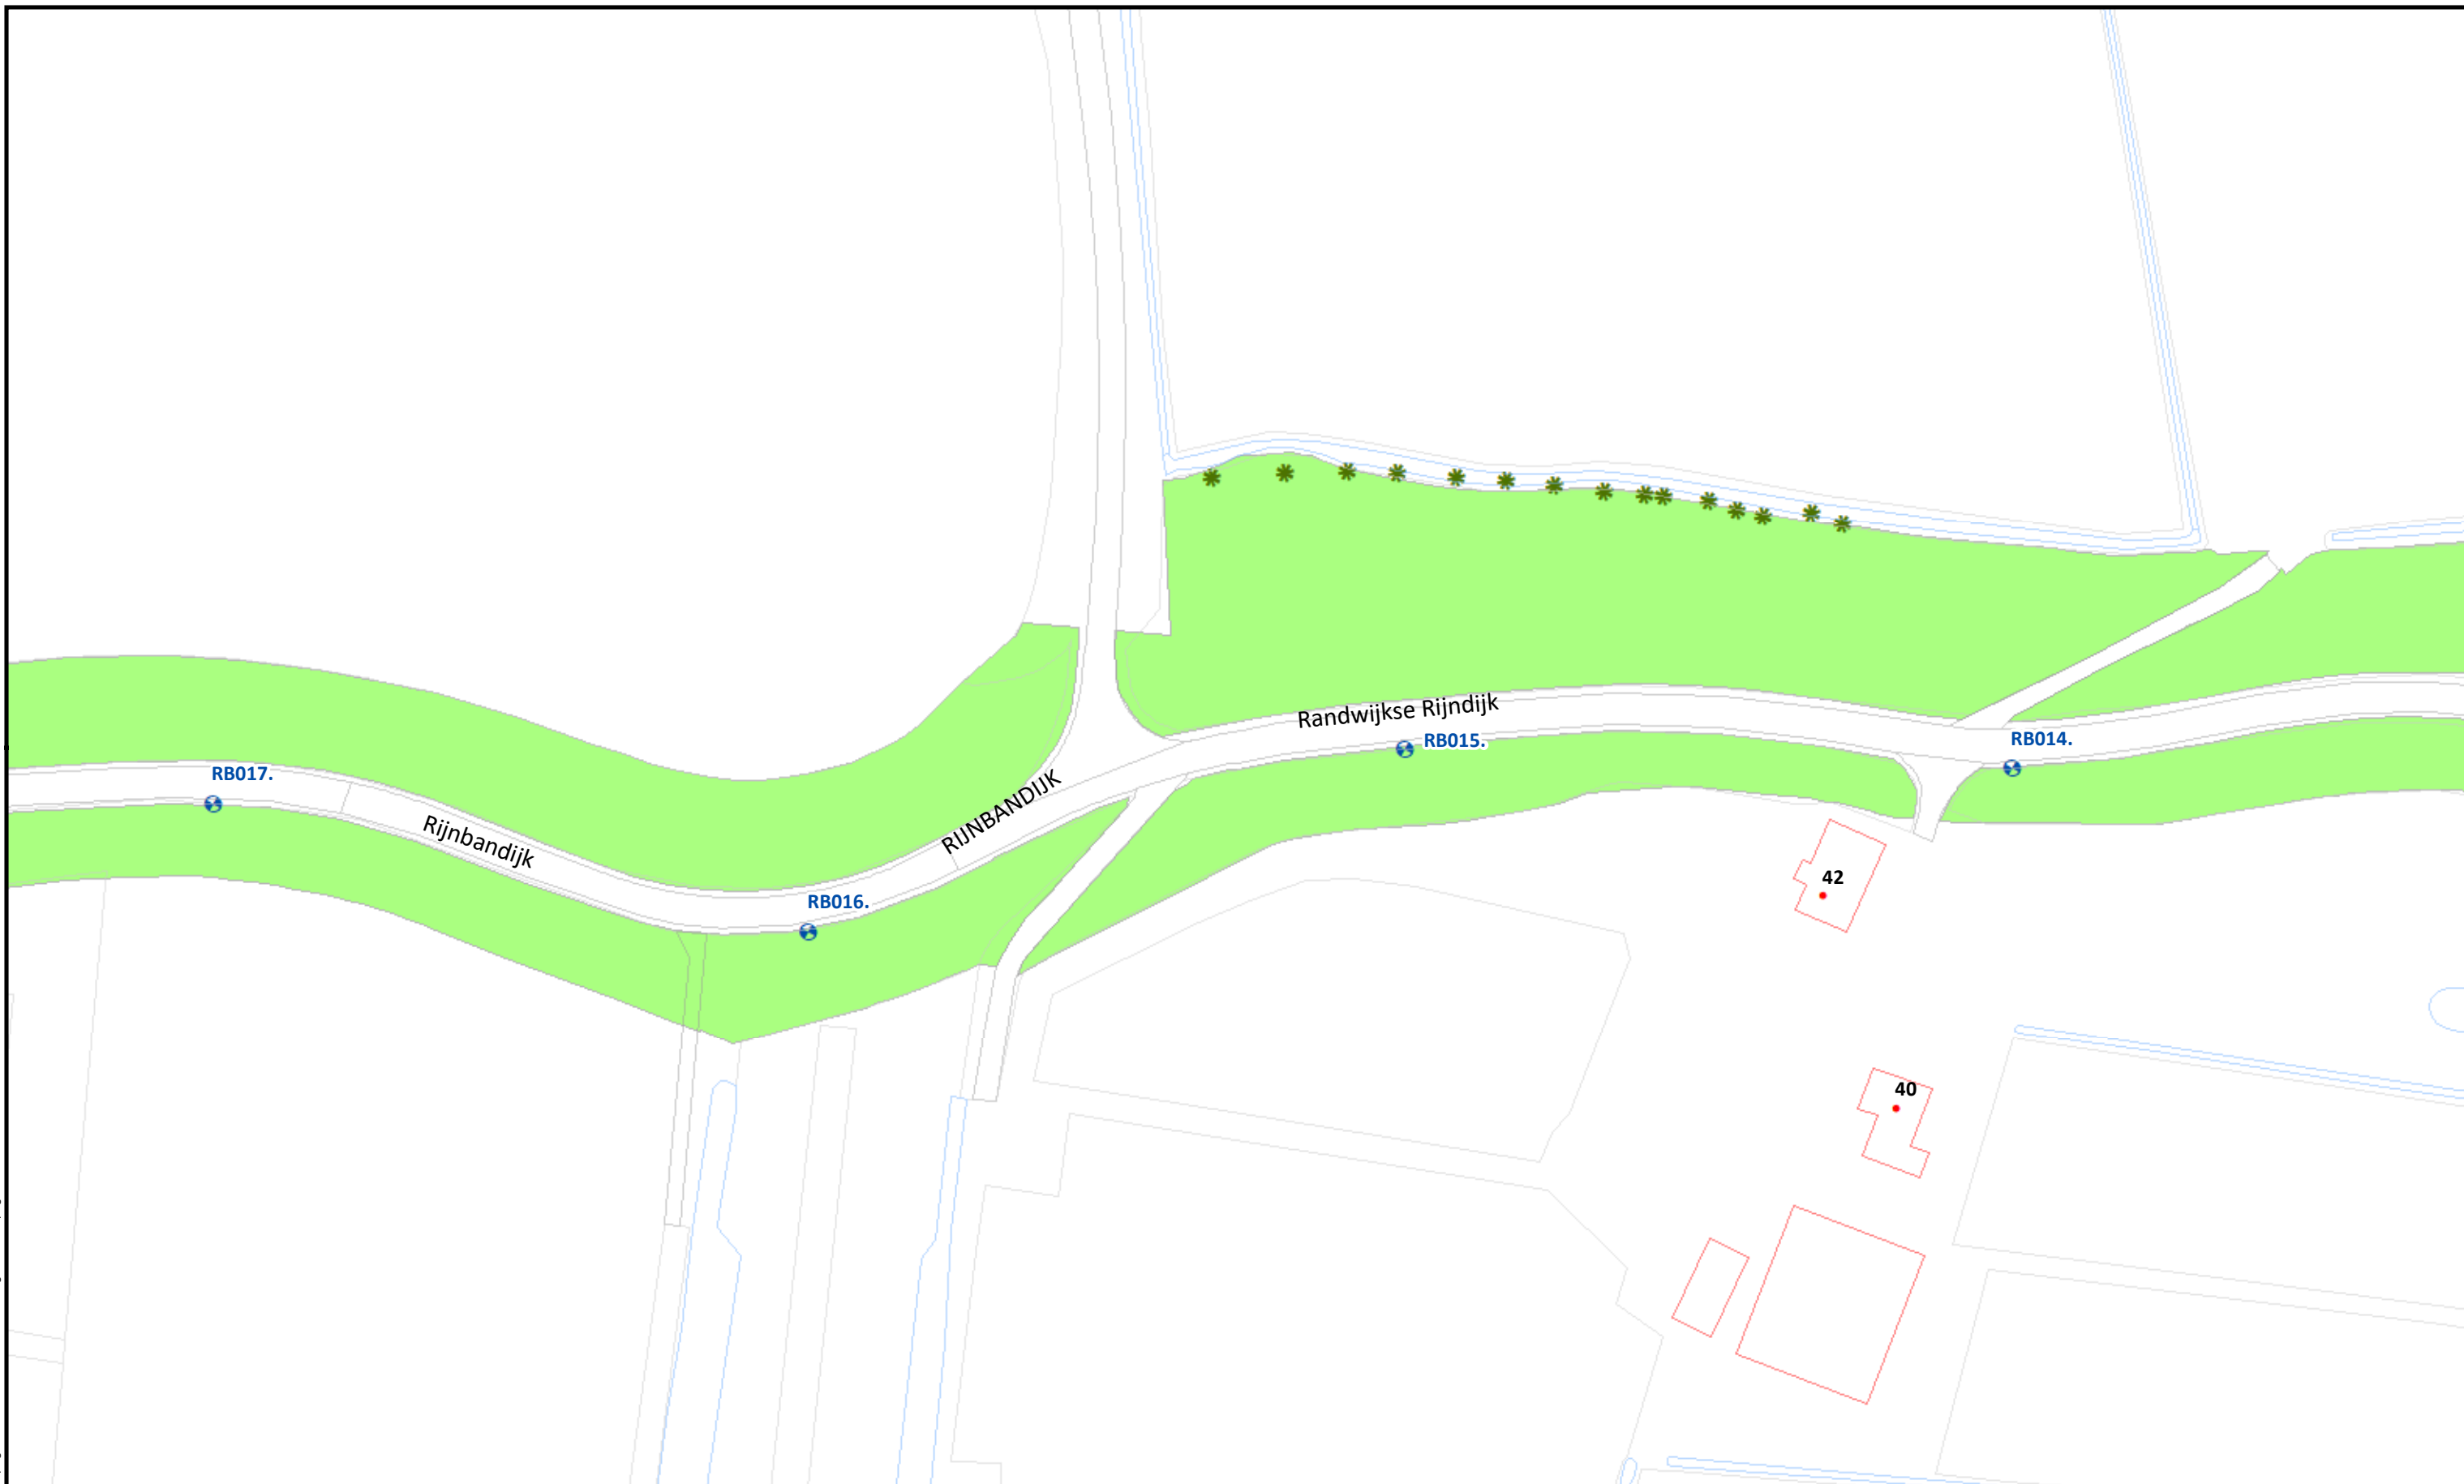 Randwijkse Rijndijk
RB015.
RB014.
RB017.
RIJNBANDIJK
Rijnbandijk
42
RB016.
40